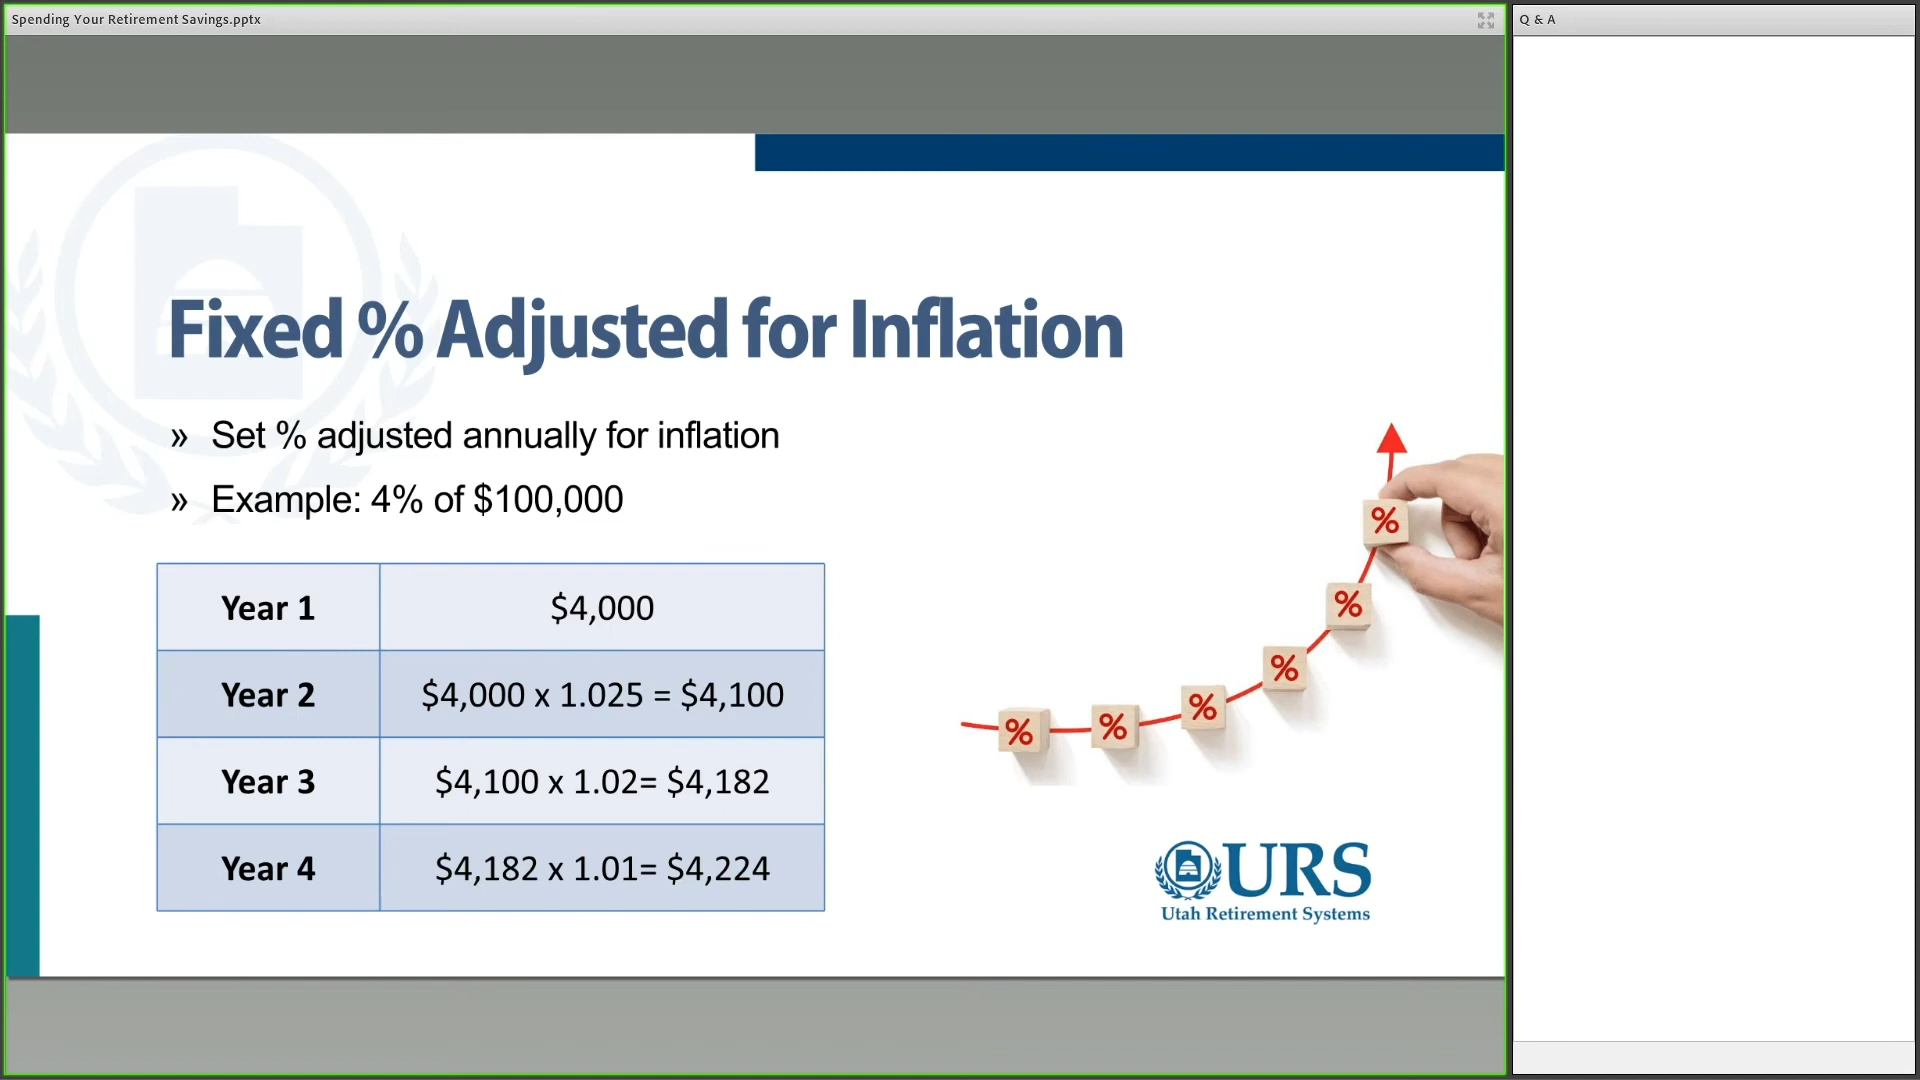 Spending Your Retirement Savings.pptx
Q & A
Fixed % Adjusted for Inflation
» Set % adjusted annually for inflation
» Example: 4% of $100,000
Year 1 $4,000
Year 2 $4,000 x 1.025 = $4,100
Year 3 $4,100 x 1.02= $4,182
Year 4 $4,182 x 1.01= $4,224
%
%
%
%
%
%
URS
Utah Retirement Systems